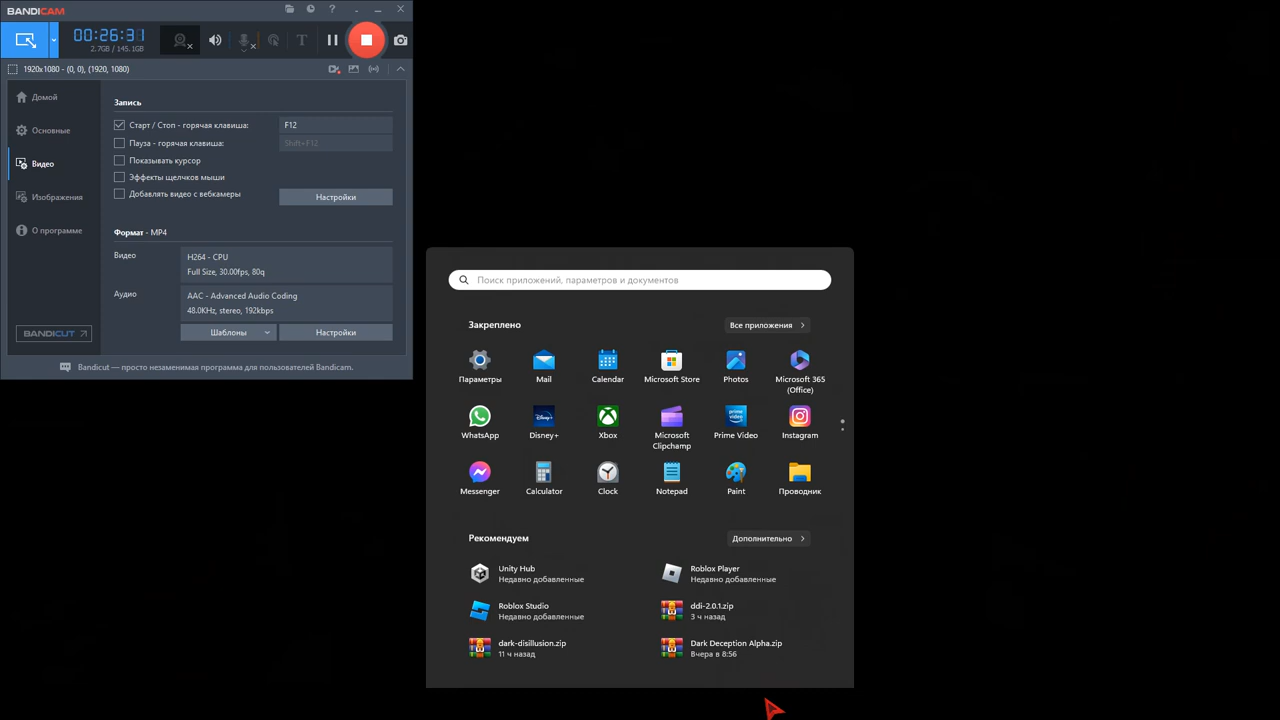 BANDICAM
00:26:31
2.7GB / 145.1GB
1920x1080 - (0, 0), (1920, 1080)
Домой
Основные
Видео
Изображения
О программе
BANDICUT
Запись
Старт / Стоп - горячая клавиша: F12
Пауза - горячая клавиша: Shift+F12
Показывать курсор
Эффекты щелчков мыши
Добавлять видео с вебкамеры
Настройки
Формат - MP4
Видео
H264 - CPU
Full Size, 30.00fps, 80q
Аудио
AAC - Advanced Audio Coding
48.0KHz, stereo, 192kbps
Шаблоны
Настройки
Bandicut — просто незаменимая программа для пользователей Bandicam.
Поиск приложений, параметров и документов
Закреплено
Все приложения
Параметры
Mail
Calendar
Microsoft Store
Photos
Microsoft 365
(Office)
WhatsApp
Disney+
Xbox
Microsoft
Clipchamp
Prime Video
Instagram
Messenger
Calculator
Clock
Notepad
Paint
Проводник
Рекомендуем
Дополнительно
Unity Hub
Недавно добавленные
Roblox Player
Недавно добавленные
Roblox Studio
Недавно добавленные
ddi-2.0.1.zip
3 ч назад
dark-disillusion.zip
11 ч назад
Dark Deception Alpha.zip
Вчера в 8:56